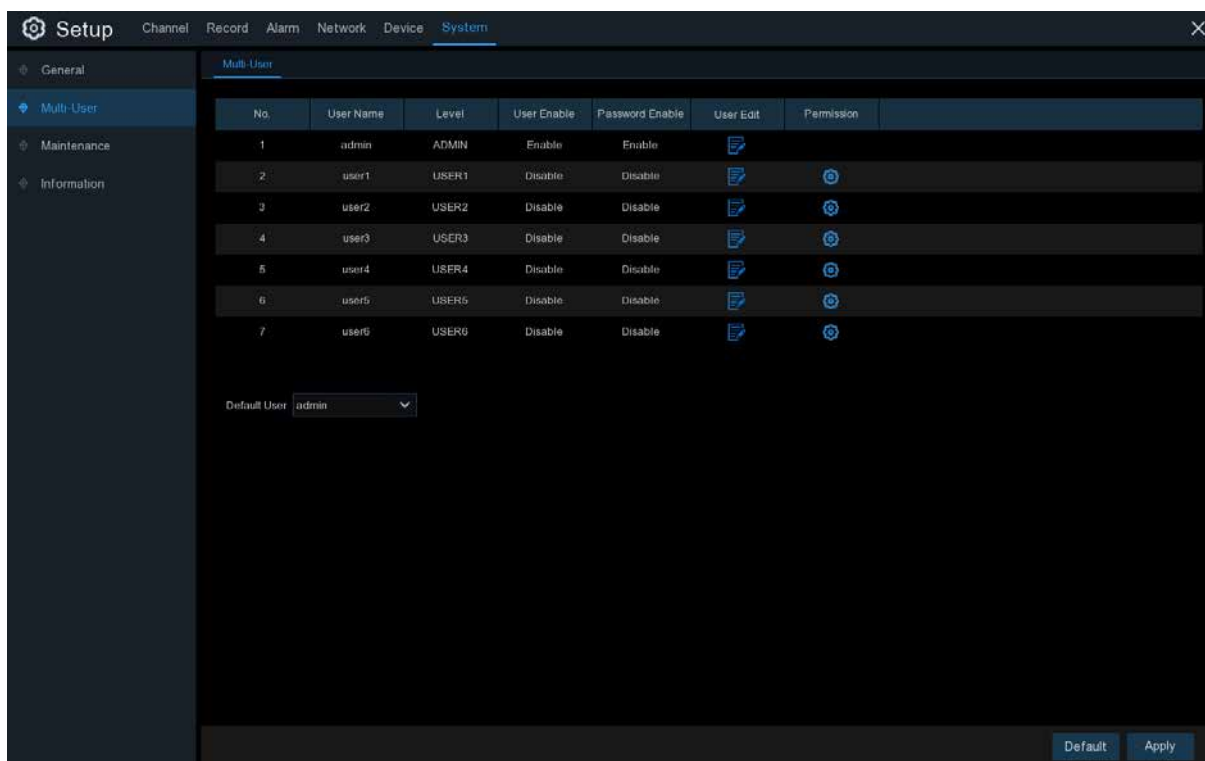 Setup Channel Record Alarm Network Device System
General
Multi-User
Maintenance
Information
Multi-User
No. User Name Level User Enable Password Enable User Edit Permission
1 admin ADMIN Enable Enable
2 user1 USER1 Disable Disable
3 user2 USER2 Disable Disable
4 user3 USER3 Disable Disable
5 user4 USER4 Disable Disable
6 user5 USER5 Disable Disable
7 user6 USER6 Disable Disable
Default User admin
Default Apply